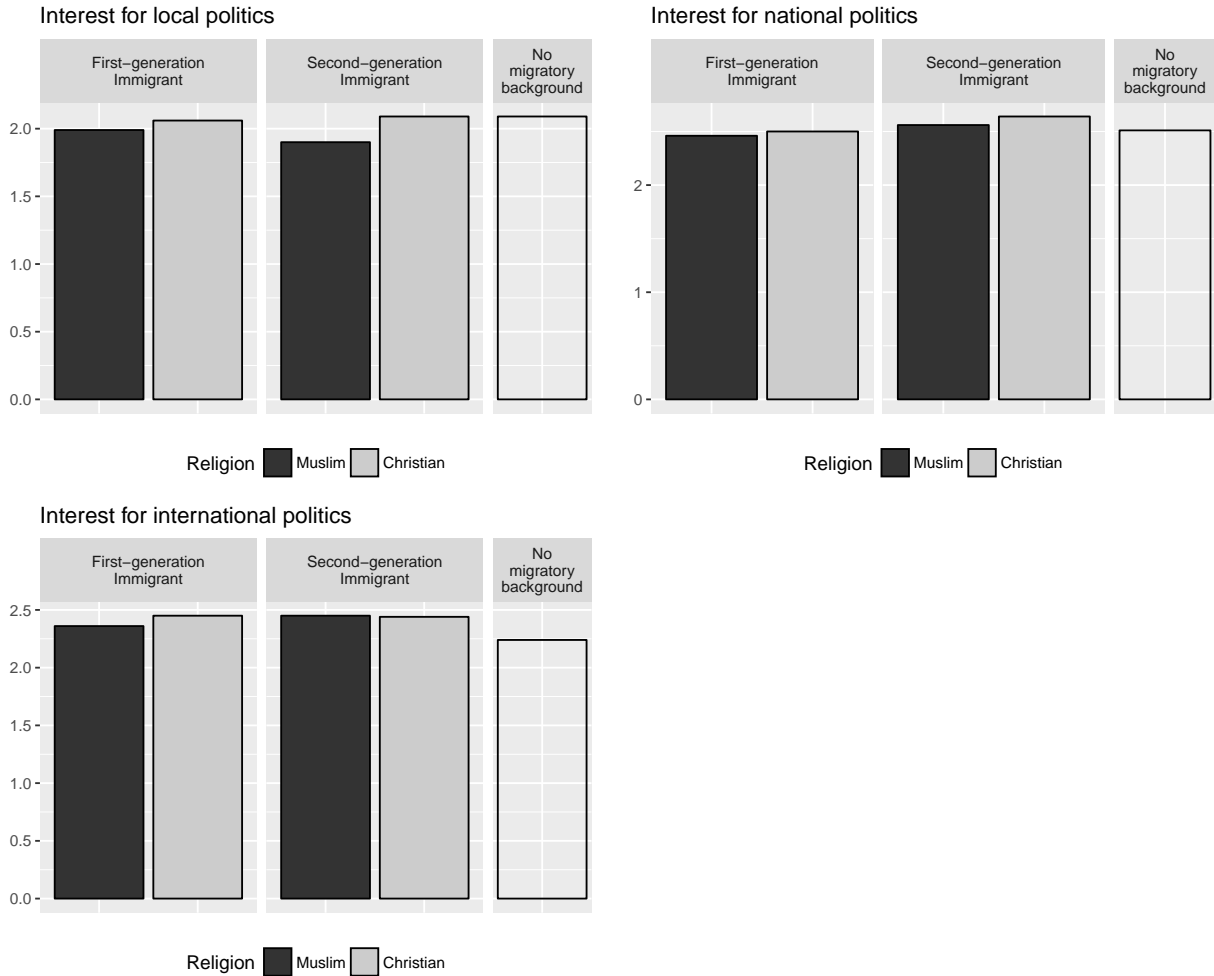 Interest for local politics
First−generation
Immigrant
Second−generation
Immigrant
No
migratory
background
2.0
1.5
1.0
0.5
0.0
Religion Muslim Christian
Interest for national politics
First−generation
Immigrant
Second−generation
Immigrant
No
migratory
background
2
1
0
Religion Muslim Christian
Interest for international politics
First−generation
Immigrant
Second−generation
Immigrant
No
migratory
background
2.5
2.0
1.5
1.0
0.5
0.0
Religion Muslim Christian